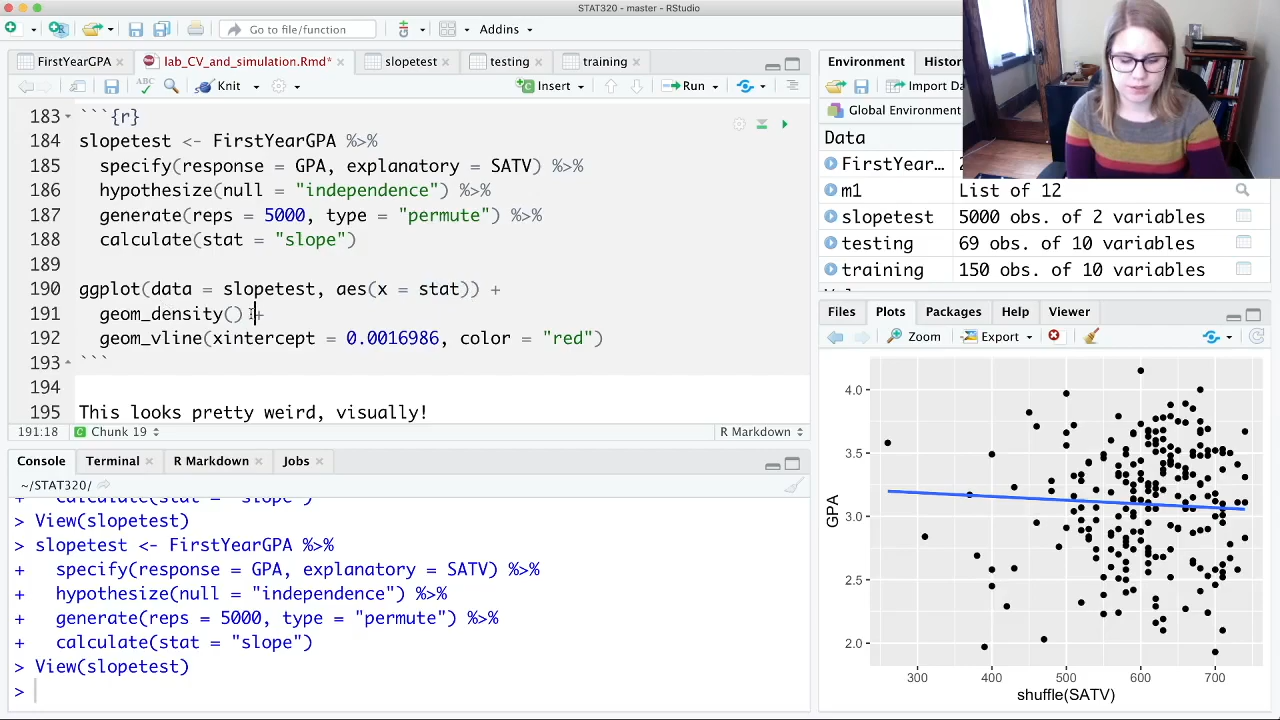 STAT320 - master - RStudio
Go to file/function
Addins
FirstYearGPA
lab_CV_and_simulation.Rmd*
slopetest
testing
training
ABC
Knit
Insert
Run
183 ```{r}
184 slopetest <- FirstYearGPA %>%
185 specify(response = GPA, explanatory = SATV) %>%
186 hypothesize(null = "independence") %>%
187 generate(reps = 5000, type = "permute") %>%
188 calculate(stat = "slope")
189
190 ggplot(data = slopetest, aes(x = stat)) +
191 geom_density() +
192 geom_vline(xintercept = 0.0016986, color = "red")
193 ```
194
195 This looks pretty weird, visually!
191:18 Chunk 19 R Markdown
Console Terminal R Markdown Jobs
~/STAT320/
+ calculate(stat = "slope")
> View(slopetest)
> slopetest <- FirstYearGPA %>%
+ specify(response = GPA, explanatory = SATV) %>%
+ hypothesize(null = "independence") %>%
+ generate(reps = 5000, type = "permute") %>%
+ calculate(stat = "slope")
> View(slopetest)
>
Environment
Import
Global Environment
Data
FirstYear...
m1 List of 12
slopetest 5000 obs. of 2 variables
testing 69 obs. of 10 variables
training 150 obs. of 10 variables
Files Plots Packages Help Viewer
Zoom Export
4.0
3.5
3.0
2.5
2.0
GPA
300 400 500 600 700
shuffle(SATV)